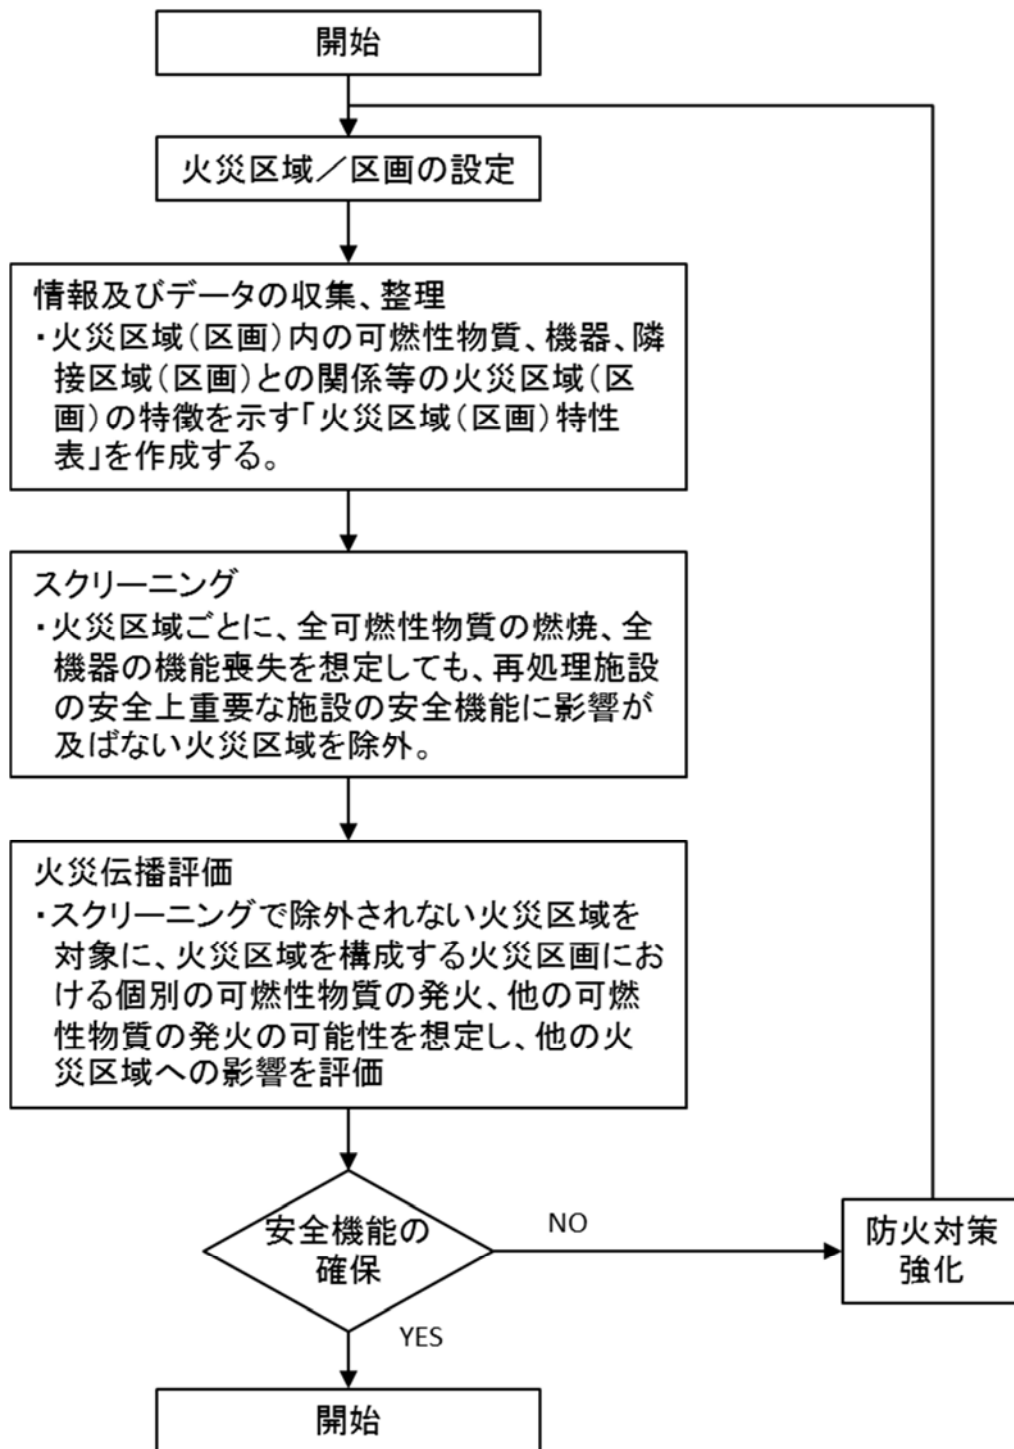 開始
火災区域／区画の設定
情報及びデータの収集、整理
・火災区域（区画）内の可燃性物質、機器、隣
接区域（区画）との関係等の火災区域（区
画）の特徴を示す「火災区域（区画）特性
表」を作成する。
スクリーニング
・火災区域ごとに、全可燃性物質の燃焼、全
機器の機能喪失を想定しても、再処理施設
の安全上重要な施設の安全機能に影響が
及ばない火災区域を除外。
火災伝播評価
・スクリーニングで除外されない火災区域を
対象に、火災区域を構成する火災区画にお
ける個別の可燃性物質の発火、他の可燃
性物質の発火の可能性を想定し、他の火
災区域への影響を評価
安全機能の
確保
NO
防火対策
強化
YES
開始